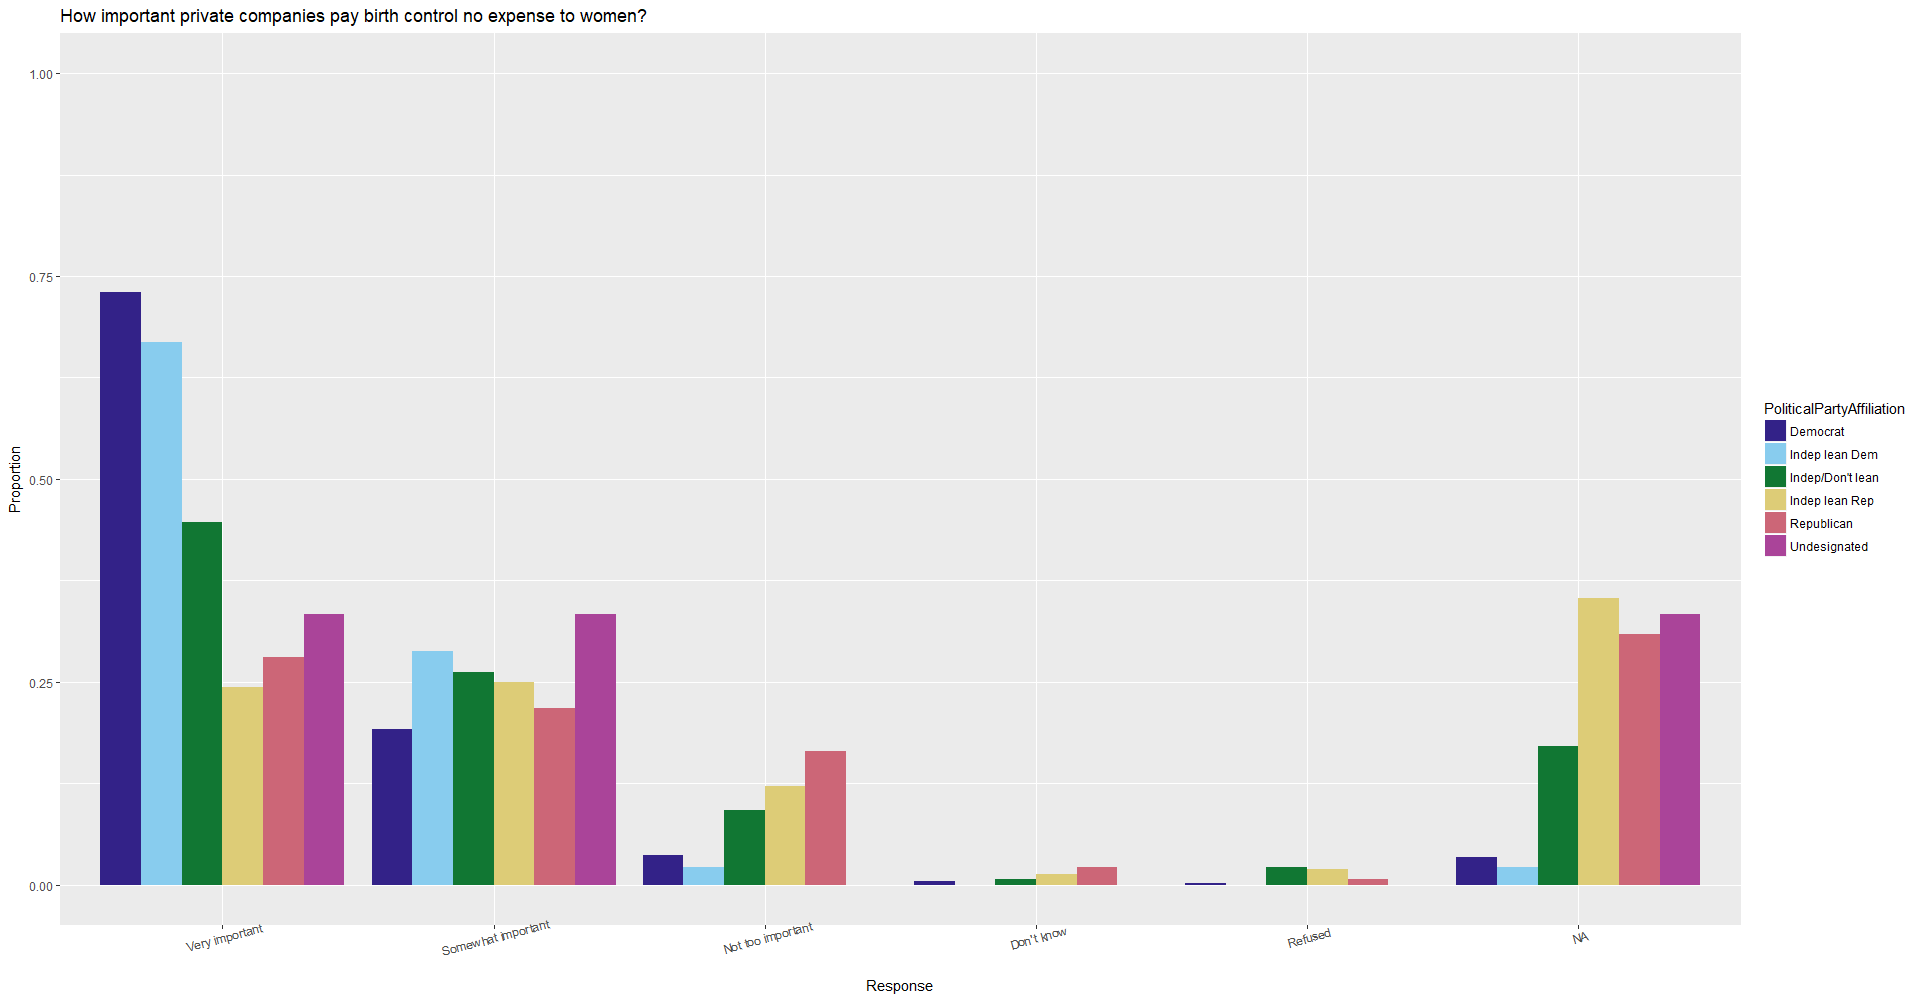 How important private companies pay birth control no expense to women?
1.00
0.75
0.50
0.25
0.00
Proportion
Very important
Somewhat important
Not too important
Don't know
Refused
NA
Response
PoliticalPartyAffiliation
Democrat
Indep lean Dem
Indep/Don't lean
Indep lean Rep
Republican
Undesignated